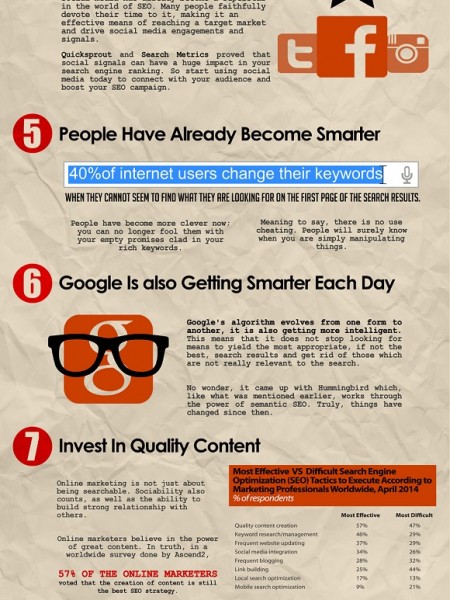 in the world of SEO. Many people faithfully
devote their time to it, making it an
effective means of reaching a target market
and drive social media engagements and
signals.
Quicksprout and Search Metrics proved that
social signals can have a huge impact in your
search engine ranking. So start using social
media today to connect with your audience and
boost your SEO campaign.
t f
5 People Have Already Become Smarter
40%of internet users change their keywords
WHEN THEY CANNOT SEEM TO FIND WHAT THEY ARE LOOKING FOR ON THE FIRST PAGE OF THE SEARCH RESULTS.
People have become more clever now;
you can no longer fool them with
your empty promises clad in your
rich keywords.
Meaning to say, there is no use
cheating. People will surely know
when you are simply manipulating
things.
6 Google Is also Getting Smarter Each Day
g
Google's algorithm evolves from one form to
another, it is also getting more intelligent.
This means that it does not stop looking for
means to yield the most appropriate, if not the
best, search results and get rid of those which
are not really relevant to the search.
No wonder, it came up with Hummingbird which,
like what was mentioned earlier, works through
the power of semantic SEO. Truly, things have
changed since then.
7 Invest In Quality Content
Online marketing is not just about
being searchable. Sociability also
counts, as well as the ability to
build strong relationship with
others.
Online marketers believe in the power
of great content. In truth, in a
worldwide survey done by Ascend2,
57% OF THE ONLINE MARKETERS
voted that the creation of content is still
the best SEO strategy.
Most Effective VS Difficult Search Engine
Optimization (SEO) Tactics to Execute According to
Marketing Professionals Worldwide, April 2014
% of respondents
Most Effective Most Difficult
Quality content creation 57% 47%
Keyword research/management 46% 29%
Frequent website updating 37% 29%
Social media integration 34% 26%
Frequent blogging 28% 32%
Link building 25% 44%
Local search optimization 17% 13%
Mobile search optimization 9% 21%